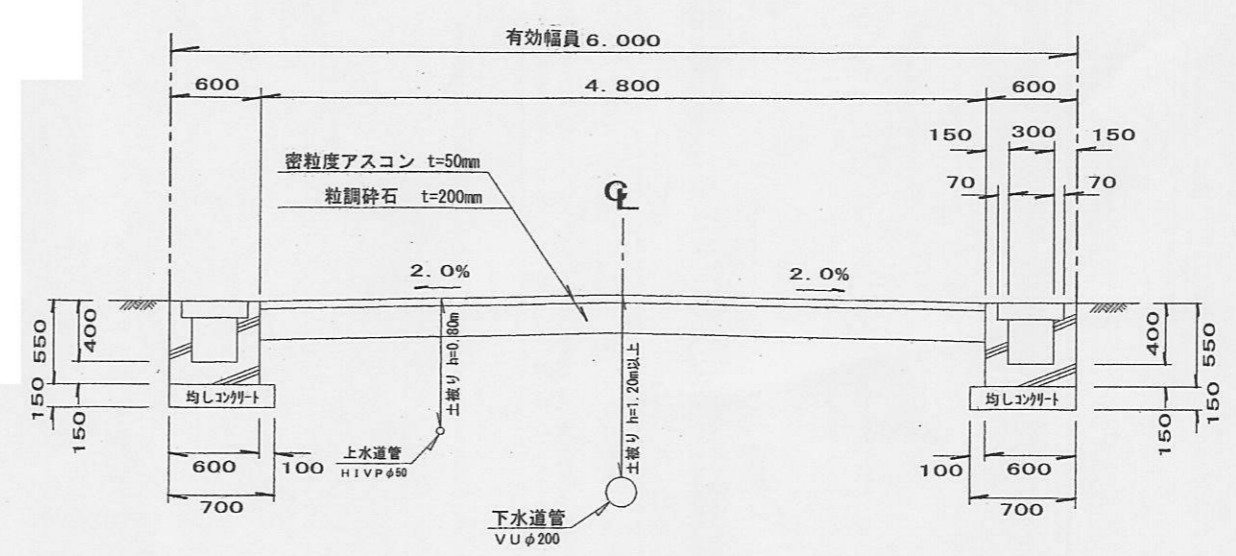 有効幅員6.000
600
4.800
600
150
300
150
密粒度アスコン t=50mm
70
70
粒調砕石 t=200mm
CL
2.0%
2.0%
550
400
400
550
土被り h=0.80m
土被り h=1.20m以上
150
150
均しコンクリート
均しコンクリート
150
150
上水道管
HIVPφ50
600
100
100
600
700
700
下水道管
VUφ200